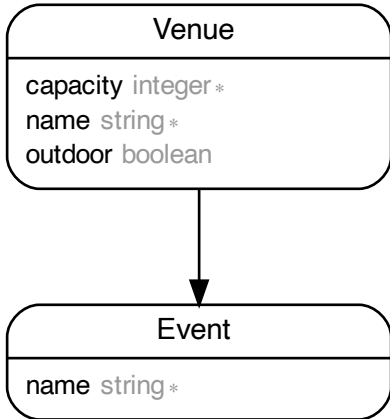 Venue
capacity integer *
name string *
outdoor boolean
Event
name string *